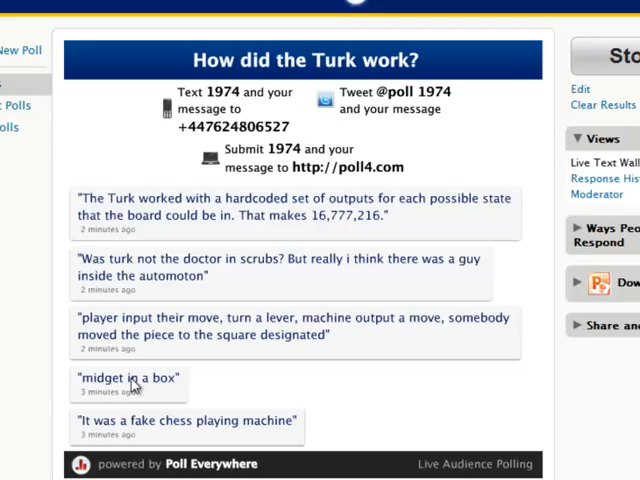 New Poll
Polls
olls
How did the Turk work?
Text 1974 and your
message to
+447624806527
Tweet @poll 1974
and your message
Submit 1974 and your
message to http://poll4.com
"The Turk worked with a hardcoded set of outputs for each possible state
that the board could be in. That makes 16,777,216."
2 minutes ago
"Was turk not the doctor in scrubs? But really i think there was a guy
inside the automoton"
2 minutes ago
"player input their move, turn a lever, machine output a move, somebody
moved the piece to the square designated"
2 minutes ago
"midget in a box"
3 minutes ago
"It was a fake chess playing machine"
3 minutes ago
powered by Poll Everywhere
Live Audience Polling
Sto
Edit
Clear Results
Views
Live Text Wall
Response His
Moderator
Ways Peo
Respond
Dow
Share an